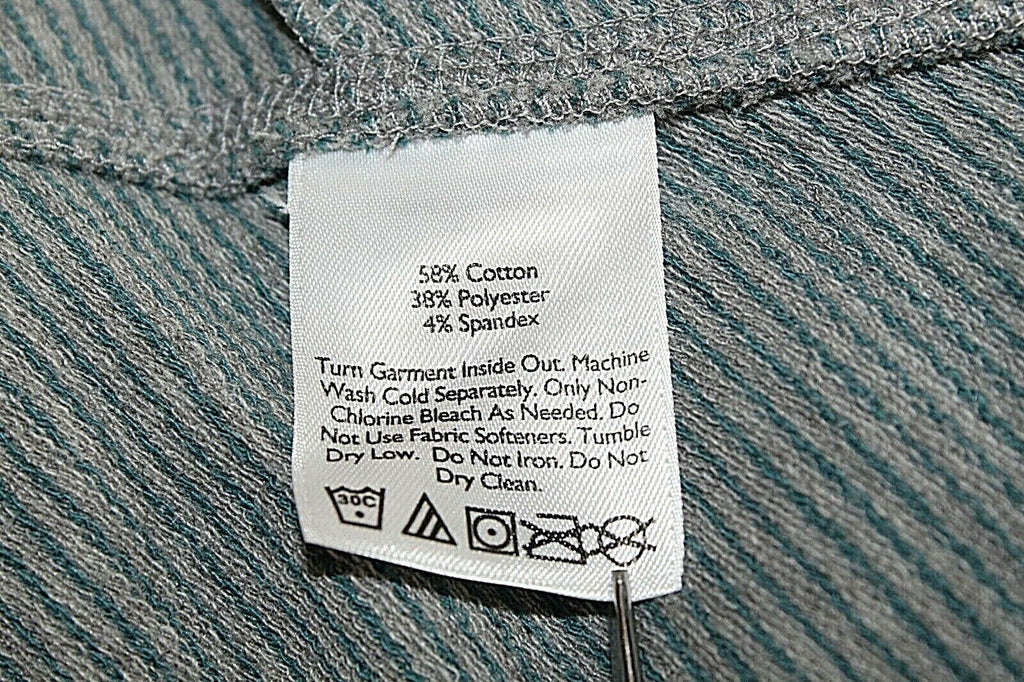 58% Cotton
38% Polyester
4% Spandex
Turn Garment Inside Out. Machine
Wash Cold Separately. Only Non-
Chlorine Bleach As Needed. Do
Not Use Fabric Softeners. Tumble
Dry Low. Do Not Iron. Do Not
Dry Clean.
30C